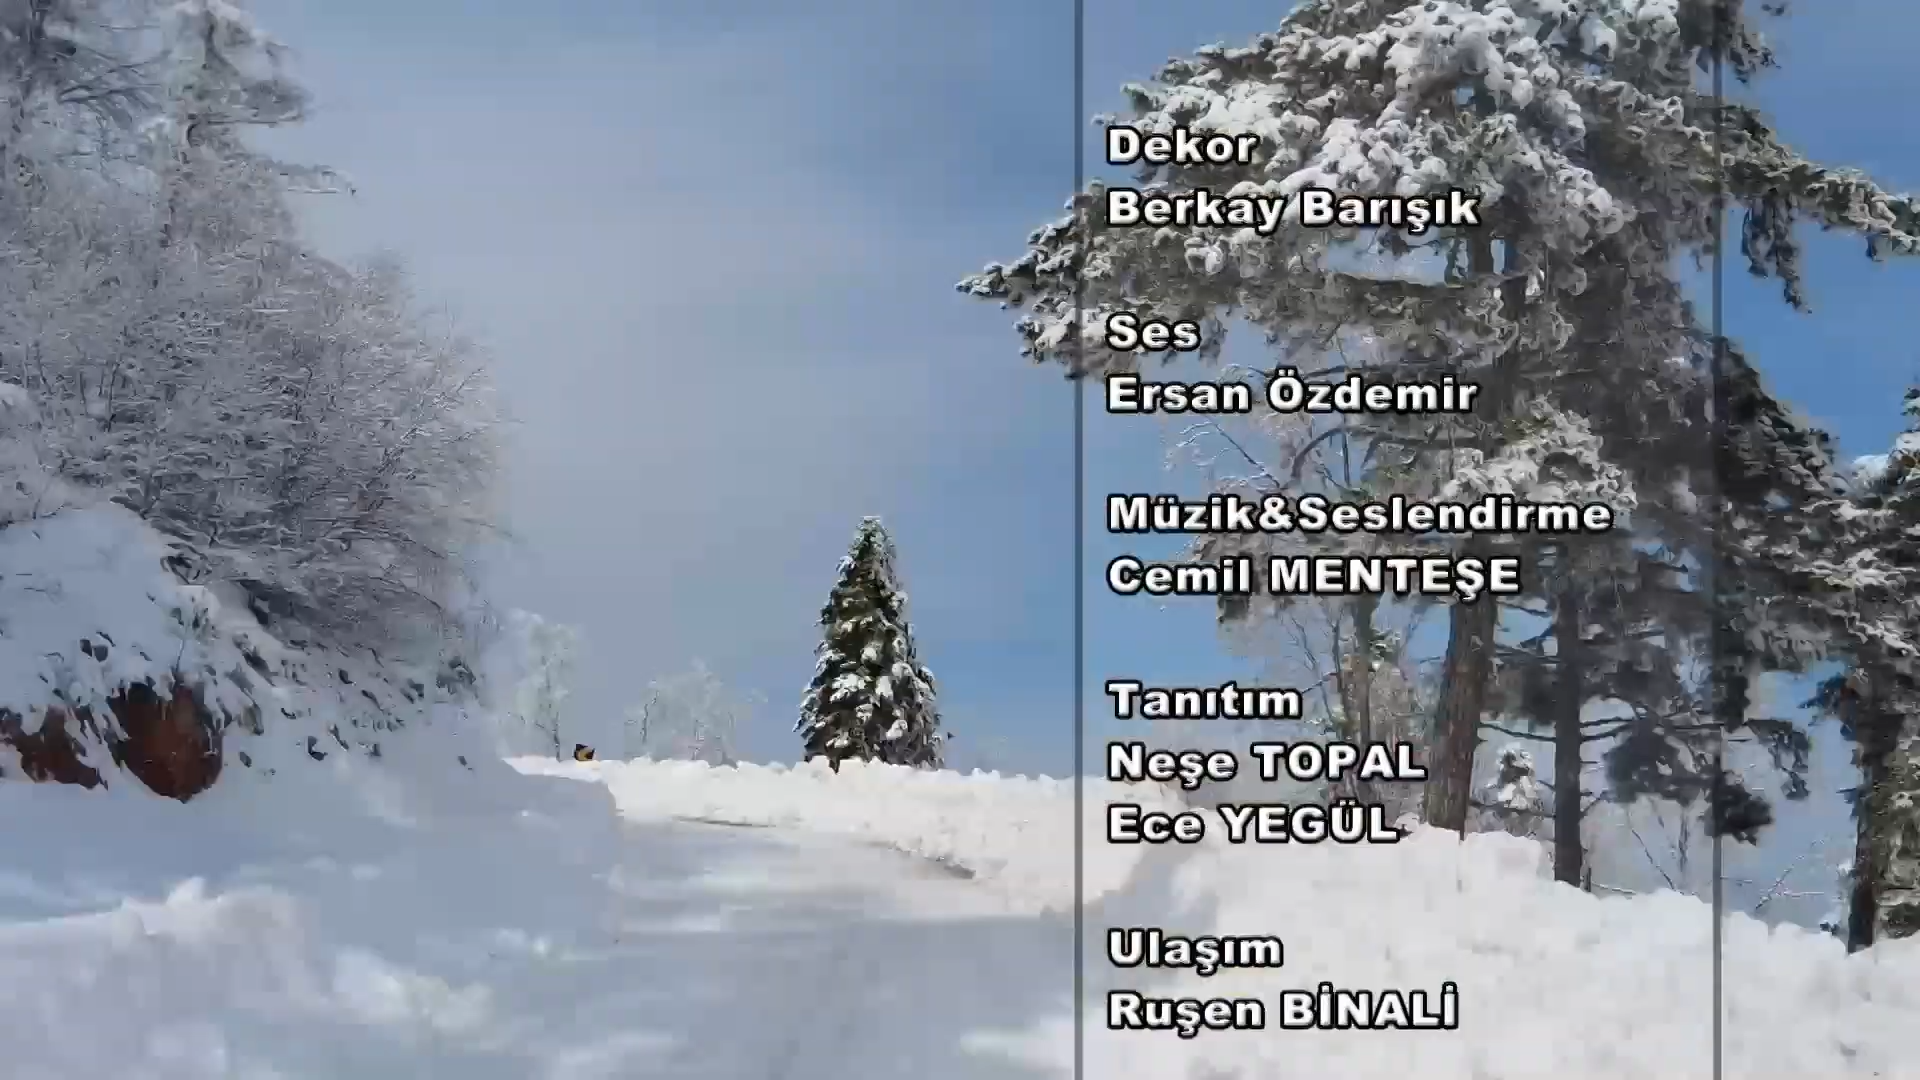 Dekor
Berkay Barışık
Ses
Ersan Özdemir
Müzik&Seslendirme
Cemil MENTEŞE
Tanıtım
Neşe TOPAL
Ece YEGÜL
Ulaşım
Ruşen BİNALİ